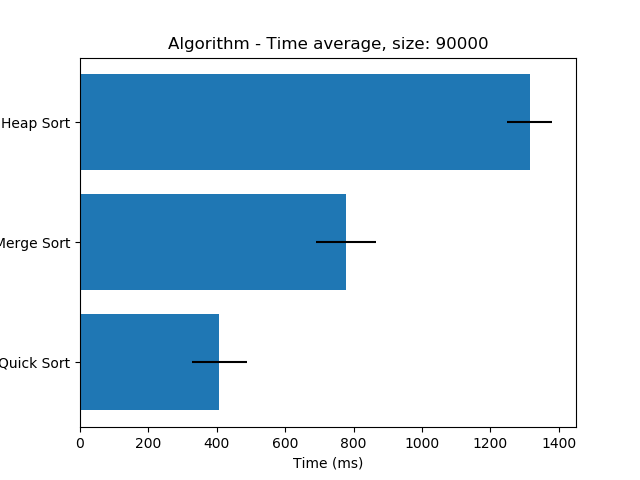 Algorithm - Time average, size: 90000
Heap Sort
Merge Sort
Quick Sort
0 200 400 600 800 1000 1200 1400
Time (ms)